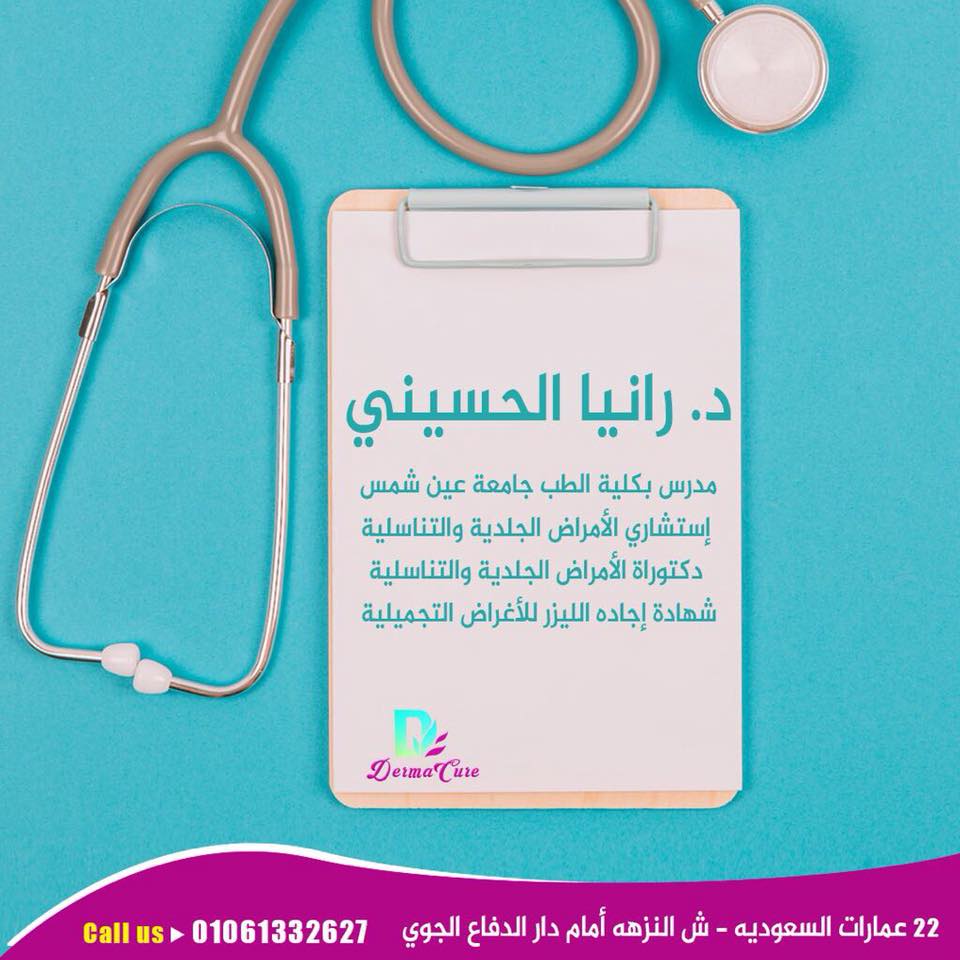 د. رانيا الحسيني
مدرس بكلية الطب جامعة عين شمس
إستشاري الأمراض الجلدية والتناسلية
دكتوراة الأمراض الجلدية والتناسلية
شهادة إجاده الليزر للأغراض التجميلية
DermaCure
22 عمارات السعوديه - ش النزهه أمام دار الدفاع الجوي
Call us 01061332627